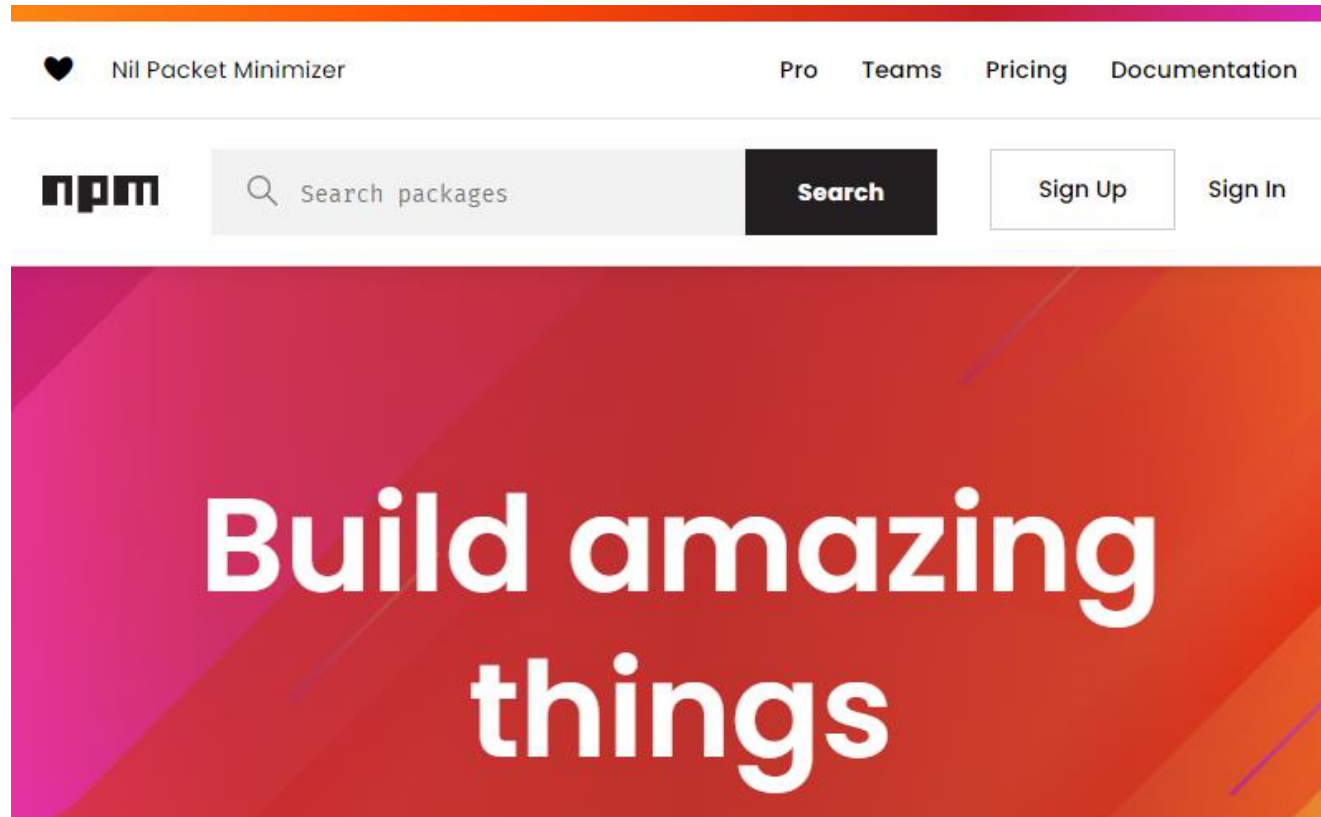 Nil Packet Minimizer Pro Teams Pricing Documentation
npm Search packages Search Sign Up Sign In
Build amazing
things